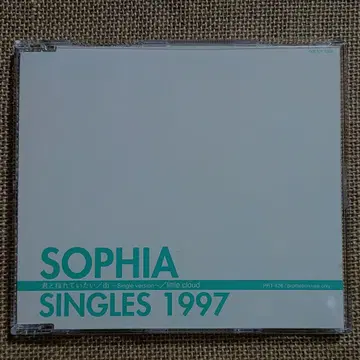 SOPHIA
君と揺れていたい／街 〜Single version〜／little cloud
SINGLES 1997